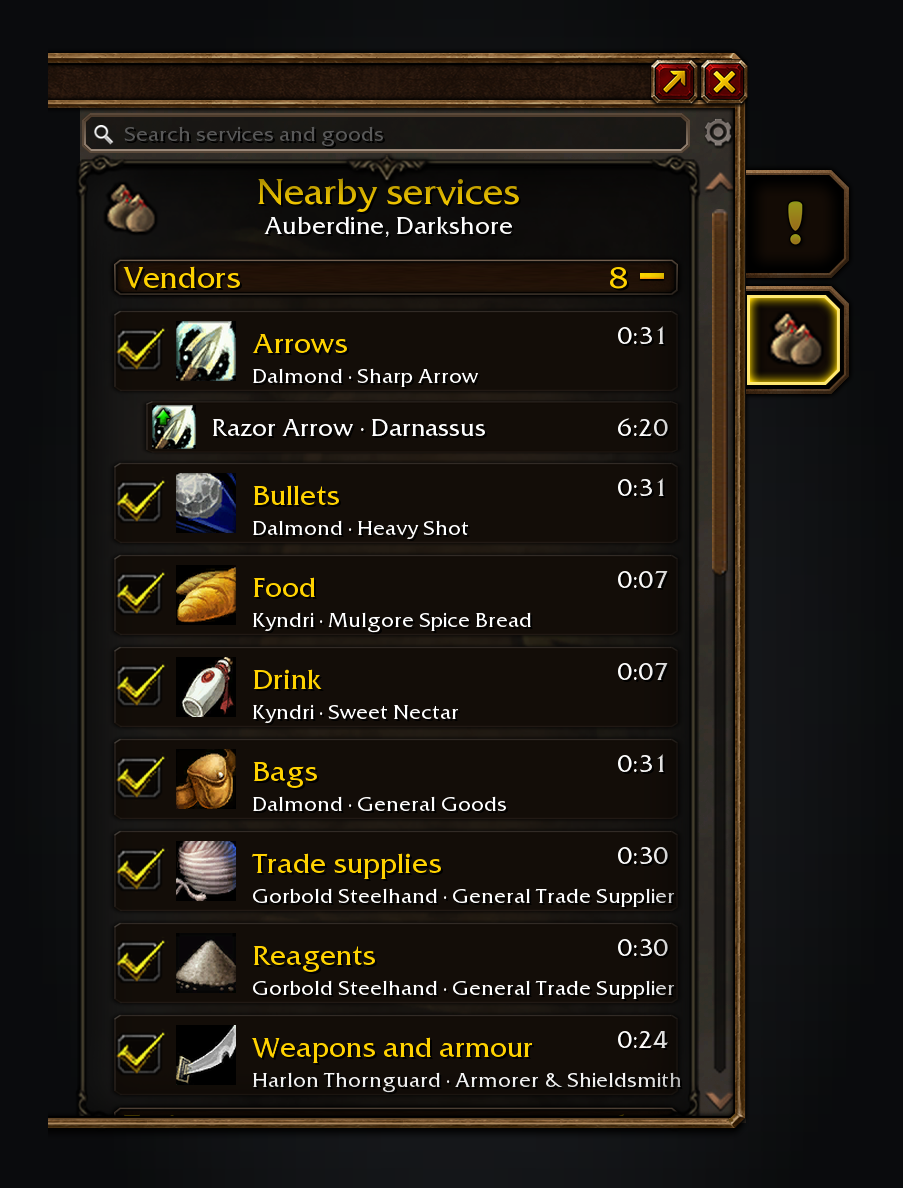 Search services and goods
Nearby services
Auberdine, Darkshore
Vendors 8
Arrows 0:31
Dalmond · Sharp Arrow
Razor Arrow · Darnassus 6:20
Bullets 0:31
Dalmond · Heavy Shot
Food 0:07
Kyndri · Mulgore Spice Bread
Drink 0:07
Kyndri · Sweet Nectar
Bags 0:31
Dalmond · General Goods
Trade supplies 0:30
Gorbold Steelhand · General Trade Supplier
Reagents 0:30
Gorbold Steelhand · General Trade Supplier
Weapons and armour 0:24
Harlon Thornguard · Armorer & Shieldsmith